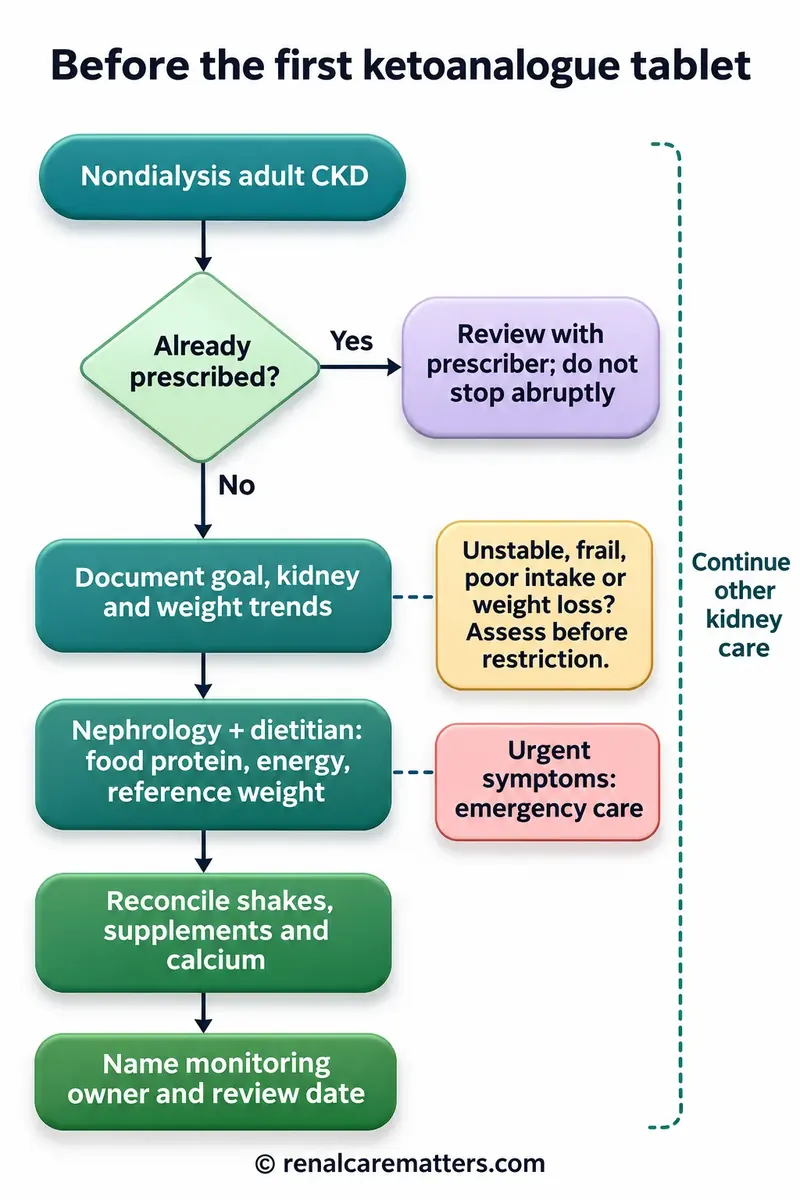 Before the first ketoanalogue tablet
Nondialysis adult CKD
Already
prescribed?
Yes
Review with
prescriber; do not
stop abruptly
No
Document goal, kidney
and weight trends
Unstable, frail,
poor intake or
weight loss?
Assess before
restriction.
Continue
other
kidney
care
Nephrology + dietitian:
food protein, energy,
reference weight
Urgent
symptoms:
emergency care
Reconcile shakes,
supplements and
calcium
Name monitoring
owner and review date
© renalcarematters.com